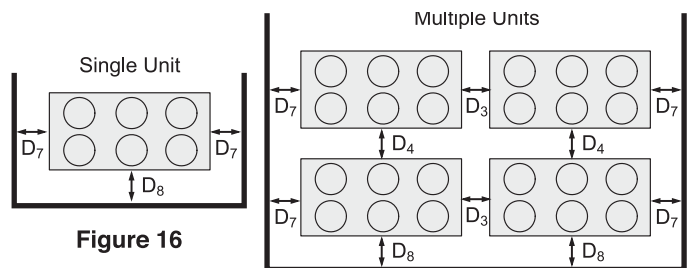 Multiple Units
Single Unit
D7 D3 D7
D7 D7
D4 D4
D8
D7 D3 D7
Figure 16
D8 D8